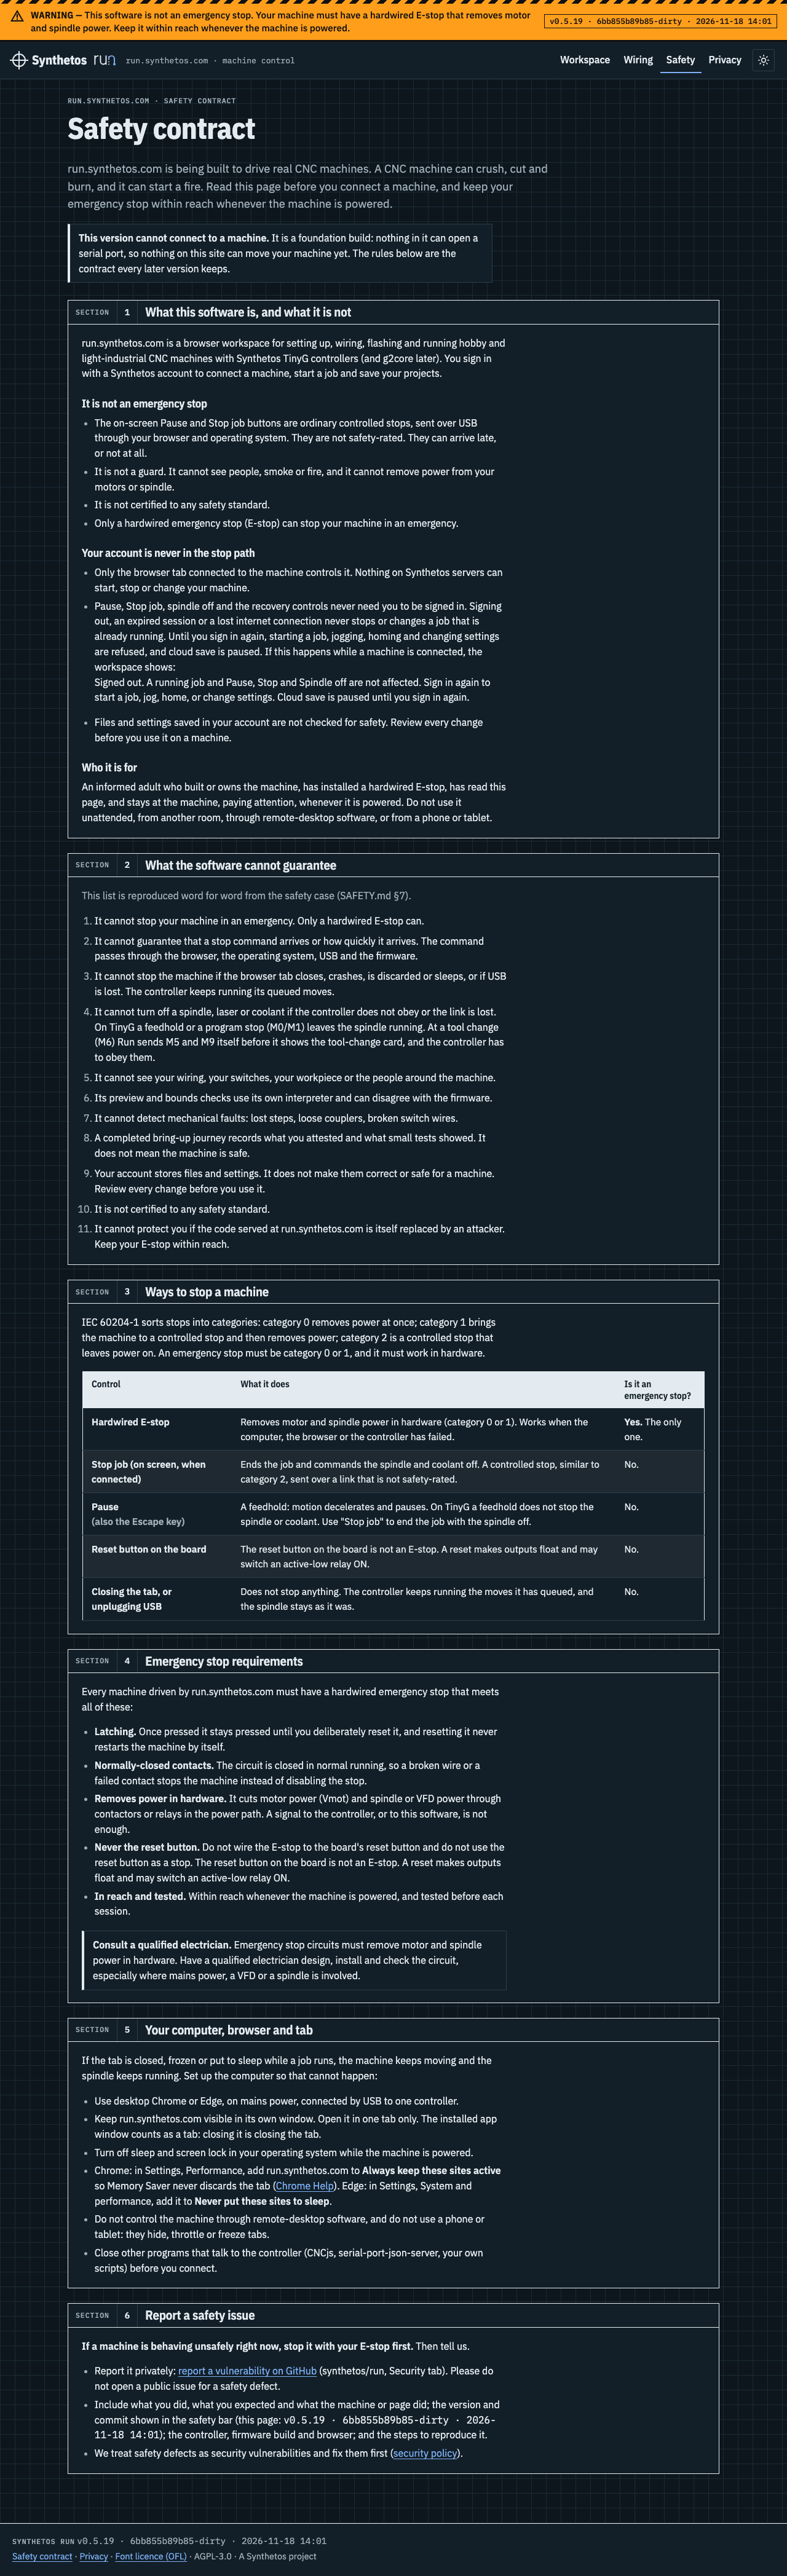 WARNING — This software is not an emergency stop. Your machine must have a hardwired E-stop that removes motor
and spindle power. Keep it within reach whenever the machine is powered.
v0.5.19 · 6bb855b89b85-dirty · 2026-11-18 14:01
Synthetos run run.synthetos.com · machine control
Workspace Wiring Safety Privacy
RUN.SYNTHETOS.COM · SAFETY CONTRACT
Safety contract
run.synthetos.com is being built to drive real CNC machines. A CNC machine can crush, cut and
burn, and it can start a fire. Read this page before you connect a machine, and keep your
emergency stop within reach whenever the machine is powered.
This version cannot connect to a machine. It is a foundation build: nothing in it can open a
serial port, so nothing on this site can move your machine yet. The rules below are the
contract every later version keeps.
SECTION 1 What this software is, and what it is not
run.synthetos.com is a browser workspace for setting up, wiring, flashing and running hobby and
light-industrial CNC machines with Synthetos TinyG controllers (and g2core later). You sign in
with a Synthetos account to connect a machine, start a job and save your projects.
It is not an emergency stop
• The on-screen Pause and Stop job buttons are ordinary controlled stops, sent over USB
through your browser and operating system. They are not safety-rated. They can arrive late,
or not at all.
• It is not a guard. It cannot see people, smoke or fire, and it cannot remove power from your
motors or spindle.
• It is not certified to any safety standard.
• Only a hardwired emergency stop (E-stop) can stop your machine in an emergency.
Your account is never in the stop path
• Only the browser tab connected to the machine controls it. Nothing on Synthetos servers can
start, stop or change your machine.
• Pause, Stop job, spindle off and the recovery controls never need you to be signed in. Signing
out, an expired session or a lost internet connection never stops or changes a job that is
already running. Until you sign in again, starting a job, jogging, homing and changing settings
are refused, and cloud save is paused. If this happens while a machine is connected, the
workspace shows:
Signed out. A running job and Pause, Stop and Spindle off are not affected. Sign in again to
start a job, jog, home, or change settings. Cloud save is paused until you sign in again.
• Files and settings saved in your account are not checked for safety. Review every change
before you use it on a machine.
Who it is for
An informed adult who built or owns the machine, has installed a hardwired E-stop, has read this
page, and stays at the machine, paying attention, whenever it is powered. Do not use it
unattended, from another room, through remote-desktop software, or from a phone or tablet.
SECTION 2 What the software cannot guarantee
This list is reproduced word for word from the safety case (SAFETY.md §7).
1. It cannot stop your machine in an emergency. Only a hardwired E-stop can.
2. It cannot guarantee that a stop command arrives or how quickly it arrives. The command
passes through the browser, the operating system, USB and the firmware.
3. It cannot stop the machine if the browser tab closes, crashes, is discarded or sleeps, or if USB
is lost. The controller keeps running its queued moves.
4. It cannot turn off a spindle, laser or coolant if the controller does not obey or the link is lost.
On TinyG a feedhold or a program stop (M0/M1) leaves the spindle running. At a tool change
(M6) Run sends M5 and M9 itself before it shows the tool-change card, and the controller has
to obey them.
5. It cannot see your wiring, your switches, your workpiece or the people around the machine.
6. Its preview and bounds checks use its own interpreter and can disagree with the firmware.
7. It cannot detect mechanical faults: lost steps, loose couplers, broken switch wires.
8. A completed bring-up journey records what you attested and what small tests showed. It
does not mean the machine is safe.
9. Your account stores files and settings. It does not make them correct or safe for a machine.
Review every change before you use it.
10. It is not certified to any safety standard.
11. It cannot protect you if the code served at run.synthetos.com is itself replaced by an attacker.
Keep your E-stop within reach.
SECTION 3 Ways to stop a machine
IEC 60204-1 sorts stops into categories: category 0 removes power at once; category 1 brings
the machine to a controlled stop and then removes power; category 2 is a controlled stop that
leaves power on. An emergency stop must be category 0 or 1, and it must work in hardware.
Control What it does Is it an
emergency stop?
Hardwired E-stop Removes motor and spindle power in hardware (category 0 or 1). Works when the Yes. The only
computer, the browser or the controller has failed. one.
Stop job (on screen, when Ends the job and commands the spindle and coolant off. A controlled stop, similar to No.
connected) category 2, sent over a link that is not safety-rated.
Pause A feedhold: motion decelerates and pauses. On TinyG a feedhold does not stop the No.
(also the Escape key) spindle or coolant. Use "Stop job" to end the job with the spindle off.
Reset button on the board The reset button on the board is not an E-stop. A reset makes outputs float and may No.
switch an active-low relay ON.
Closing the tab, or Does not stop anything. The controller keeps running the moves it has queued, and No.
unplugging USB the spindle stays as it was.
SECTION 4 Emergency stop requirements
Every machine driven by run.synthetos.com must have a hardwired emergency stop that meets
all of these:
• Latching. Once pressed it stays pressed until you deliberately reset it, and resetting it never
restarts the machine by itself.
• Normally-closed contacts. The circuit is closed in normal running, so a broken wire or a
failed contact stops the machine instead of disabling the stop.
• Removes power in hardware. It cuts motor power (Vmot) and spindle or VFD power through
contactors or relays in the power path. A signal to the controller, or to this software, is not
enough.
• Never the reset button. Do not wire the E-stop to the board's reset button and do not use the
reset button as a stop. The reset button on the board is not an E-stop. A reset makes outputs
float and may switch an active-low relay ON.
• In reach and tested. Within reach whenever the machine is powered, and tested before each
session.
Consult a qualified electrician. Emergency stop circuits must remove motor and spindle
power in hardware. Have a qualified electrician design, install and check the circuit,
especially where mains power, a VFD or a spindle is involved.
SECTION 5 Your computer, browser and tab
If the tab is closed, frozen or put to sleep while a job runs, the machine keeps moving and the
spindle keeps running. Set up the computer so that cannot happen:
• Use desktop Chrome or Edge, on mains power, connected by USB to one controller.
• Keep run.synthetos.com visible in its own window. Open it in one tab only. The installed app
window counts as a tab: closing it is closing the tab.
• Turn off sleep and screen lock in your operating system while the machine is powered.
• Chrome: in Settings, Performance, add run.synthetos.com to Always keep these sites active
so Memory Saver never discards the tab (Chrome Help). Edge: in Settings, System and
performance, add it to Never put these sites to sleep.
• Do not control the machine through remote-desktop software, and do not use a phone or
tablet: they hide, throttle or freeze tabs.
• Close other programs that talk to the controller (CNCjs, serial-port-json-server, your own
scripts) before you connect.
SECTION 6 Report a safety issue
If a machine is behaving unsafely right now, stop it with your E-stop first. Then tell us.
• Report it privately: report a vulnerability on GitHub (synthetos/run, Security tab). Please do
not open a public issue for a safety defect.
• Include what you did, what you expected and what the machine or page did; the version and
commit shown in the safety bar (this page: v0.5.19 · 6bb855b89b85-dirty · 2026-
11-18 14:01); the controller, firmware build and browser; and the steps to reproduce it.
• We treat safety defects as security vulnerabilities and fix them first (security policy).
SYNTHETOS RUN v0.5.19 · 6bb855b89b85-dirty · 2026-11-18 14:01
Safety contract · Privacy · Font licence (OFL) · AGPL-3.0 · A Synthetos project